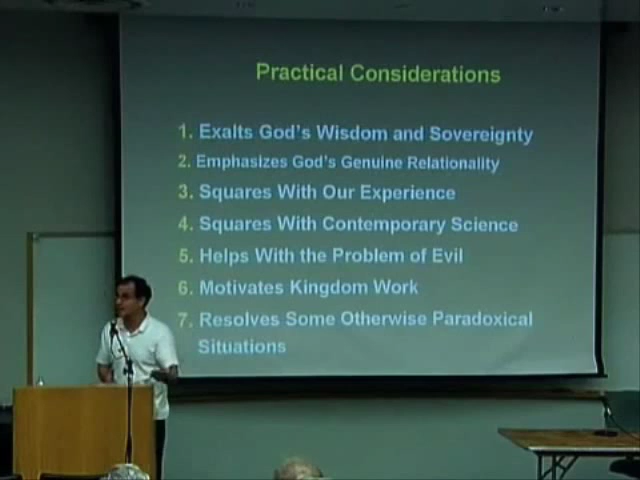 Practical Considerations
1. Exalts God's Wisdom and Sovereignty
2. Emphasizes God's Genuine Relationality
3. Squares With Our Experience
4. Squares With Contemporary Science
5. Helps With the Problem of Evil
6. Motivates Kingdom Work
7. Resolves Some Otherwise Paradoxical
Situations